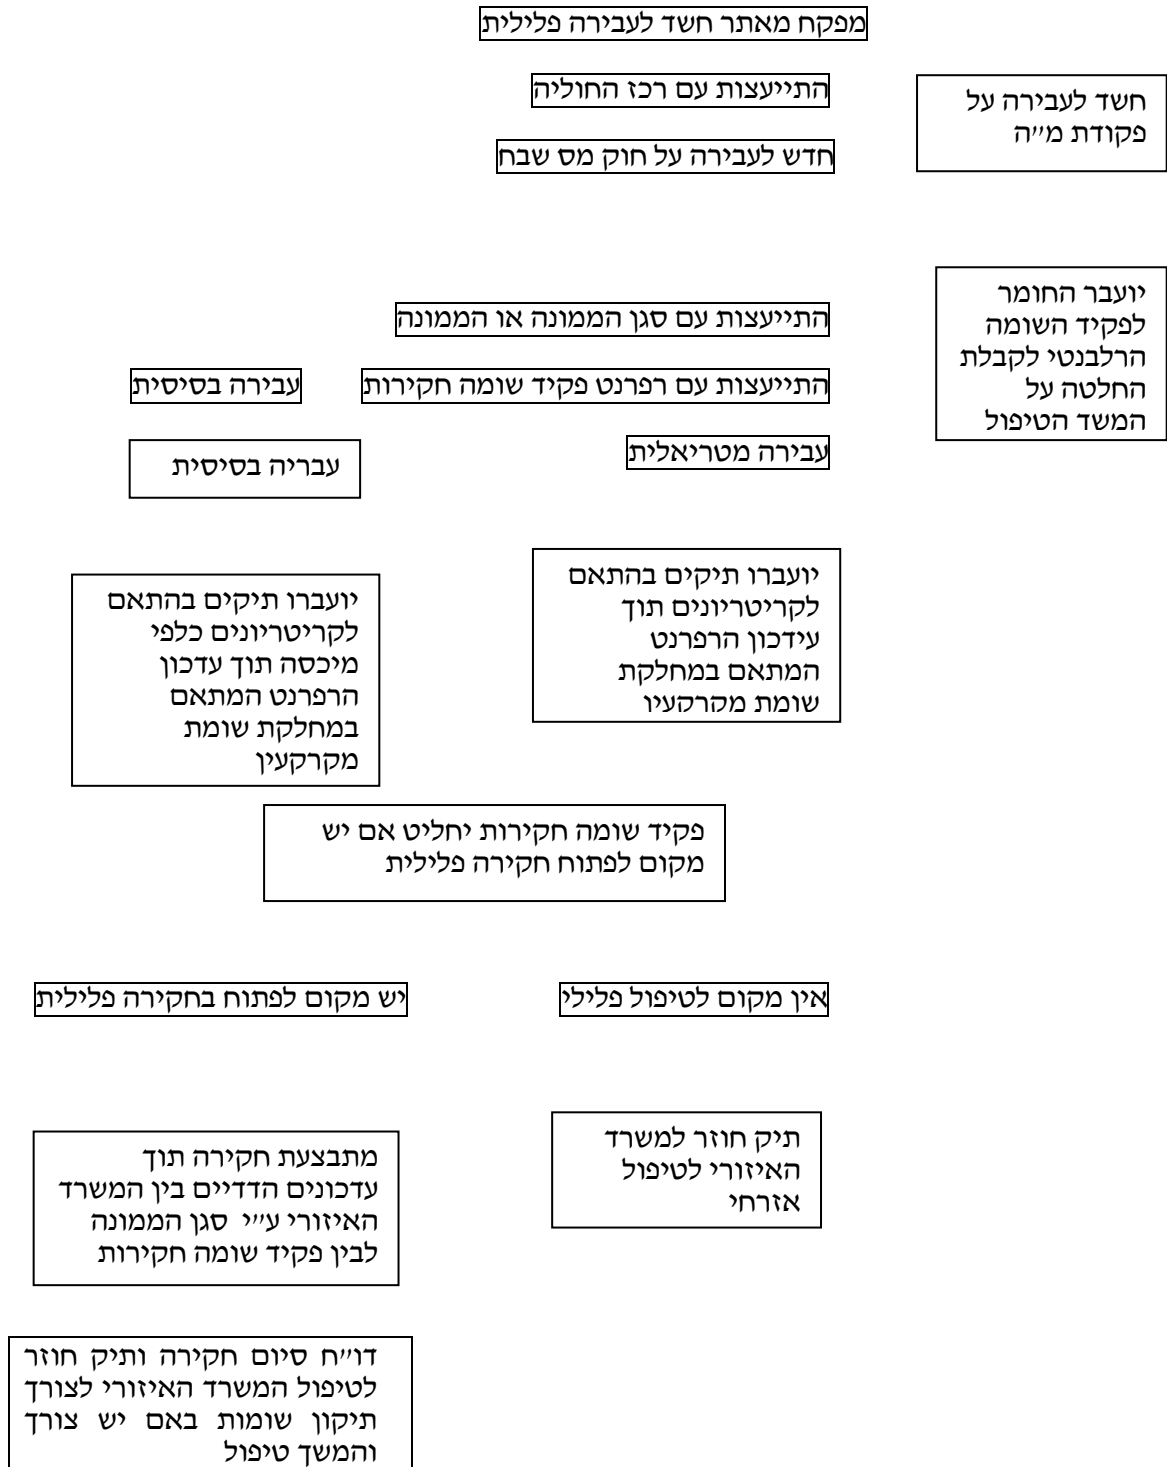 מפקח מאתר חשד לעבירה פלילית
התייעצות עם רכז החוליה
חשד לעבירה על
פקודת מ״ה
חדש לעבירה על חוק מס שבח
יועבר החומר
לפקיד השומה
הרלבנטי לקבלת
החלטה על
המשד הטיפול
התייעצות עם סגן הממונה או הממונה
התייעצות עם רפרנט פקיד שומה חקירות
עבירה בסיסית
עבירה מטריאלית
עבריה בסיסית
יועברו תיקים בהתאם
לקריטריונים תוך
עידכון הרפרנט
המתאם במחלקת
שומת מקרקעיו
יועברו תיקים בהתאם
לקריטריונים כלפי
מיכסה תוך עדכון
הרפרנט המתאם
במחלקת שומת
מקרקעין
פקיד שומה חקירות יחליט אם יש
מקום לפתוח חקירה פלילית
אין מקום לטיפול פלילי
יש מקום לפתוח בחקירה פלילית
תיק חוזר למשרד
האיזורי לטיפול
אזרחי
מתבצעת חקירה תוך
עדכונים הדדיים בין המשרד
האיזורי ע״י סגן הממונה
לבין פקיד שומה חקירות
דו״ח סיום חקירה ותיק חוזר
לטיפול המשרד האיזורי לצורך
תיקון שומות באם יש צורך
והמשך טיפול